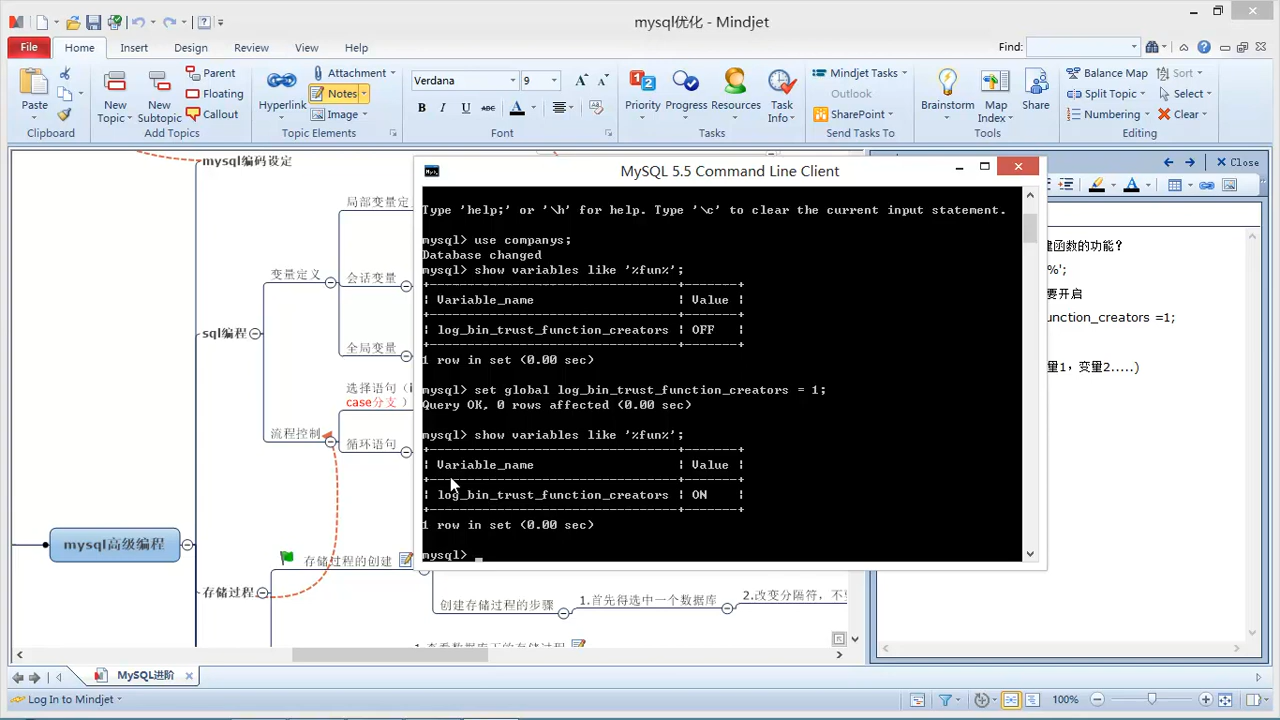 mysql优化 - Mindjet
File
Home
Insert
Design
Review
View
Help
Find:
Paste
New Topic
New Subtopic
Parent
Floating
Callout
Hyperlink
Attachment
Notes
Image
Verdana
9
B I U abc A
Priority
Progress
Resources
Task Info
Mindjet Tasks
Outlook
SharePoint
Brainstorm
Map Index
Share
Balance Map
Split Topic
Numbering
Sort
Select
Clear
Clipboard
Add Topics
Topic Elements
Font
Tasks
Send Tasks To
Tools
Editing
mysql编码设定
局部变量定
变量定义
会话变量
sql编程
全局变量
选择语句（i
case分支 ）
流程控制
循环语句
mysql高级编程
存储过程的创建
存储过程
创建存储过程的步骤
1.首先得选中一个数据库
2.改变分隔符，不
1.查看数据库下的存储过程
MySQL 5.5 Command Line Client
Type 'help;' or '\h' for help. Type '\c' to clear the current input statement.
mysql> use companys;
Database changed
mysql> show variables like '%fun%';
+---------------------------------+-------+
| Variable_name                   | Value |
+---------------------------------+-------+
| log_bin_trust_function_creators | OFF   |
+---------------------------------+-------+
1 row in set (0.00 sec)
mysql> set global log_bin_trust_function_creators = 1;
Query OK, 0 rows affected (0.00 sec)
mysql> show variables like '%fun%';
+---------------------------------+-------+
| Variable_name                   | Value |
+---------------------------------+-------+
| log_bin_trust_function_creators | ON    |
+---------------------------------+-------+
1 row in set (0.00 sec)
mysql> _
Close
建函数的功能？
%';
要开启
unction_creators =1;
量1，变量2.....)
MySQL进阶
Log In to Mindjet
100%